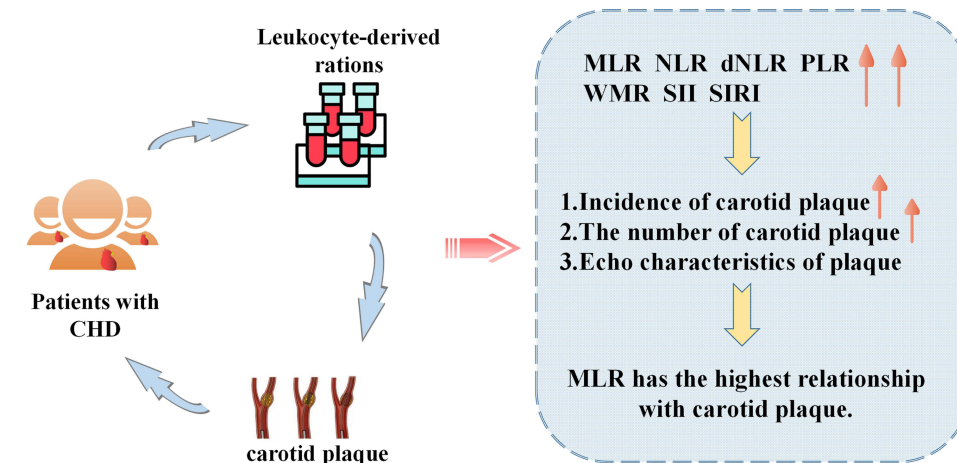 Leukocyte-derived
rations
Patients with
CHD
carotid plaque
MLR NLR dNLR PLR
WMR SII SIRI
1.Incidence of carotid plaque
2.The number of carotid plaque
3.Echo characteristics of plaque
MLR has the highest relationship
with carotid plaque.